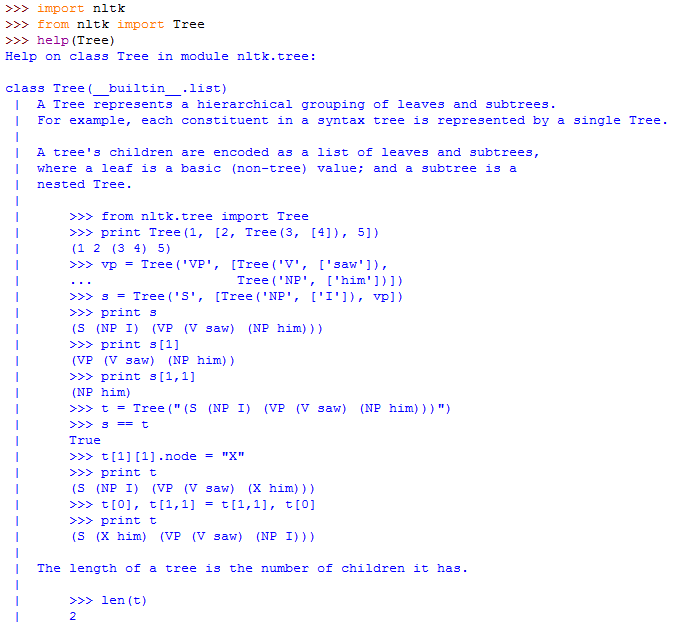 >>> import nltk
>>> from nltk import Tree
>>> help(Tree)
Help on class Tree in module nltk.tree:

class Tree(__builtin__.list)
 |  A Tree represents a hierarchical grouping of leaves and subtrees.
 |  For example, each constituent in a syntax tree is represented by a single Tree.
 |
 |  A tree's children are encoded as a list of leaves and subtrees,
 |  where a leaf is a basic (non-tree) value; and a subtree is a
 |  nested Tree.
 |
 |      >>> from nltk.tree import Tree
 |      >>> print Tree(1, [2, Tree(3, [4]), 5])
 |      (1 2 (3 4) 5)
 |      >>> vp = Tree('VP', [Tree('V', ['saw']),
 |      ...                  Tree('NP', ['him'])])
 |      >>> s = Tree('S', [Tree('NP', ['I']), vp])
 |      >>> print s
 |      (S (NP I) (VP (V saw) (NP him)))
 |      >>> print s[1]
 |      (VP (V saw) (NP him))
 |      >>> print s[1,1]
 |      (NP him)
 |      >>> t = Tree("(S (NP I) (VP (V saw) (NP him)))")
 |      >>> s == t
 |      True
 |      >>> t[1][1].node = "X"
 |      >>> print t
 |      (S (NP I) (VP (V saw) (X him)))
 |      >>> t[0], t[1,1] = t[1,1], t[0]
 |      >>> print t
 |      (S (X him) (VP (V saw) (NP I)))
 |
 |  The length of a tree is the number of children it has.
 |
 |      >>> len(t)
 |      2